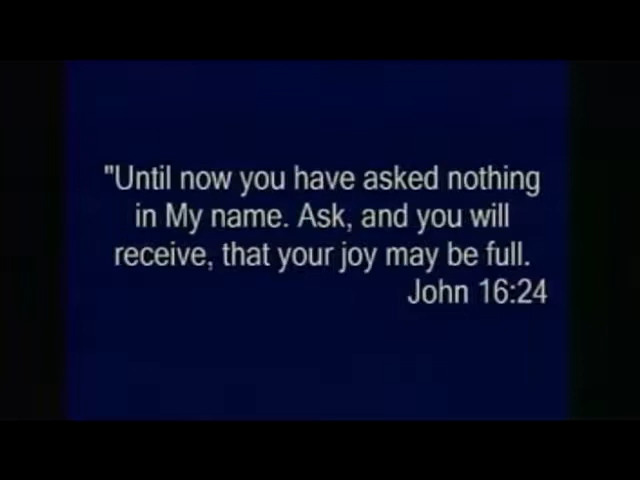 "Until now you have asked nothing
in My name. Ask, and you will
receive, that your joy may be full.
John 16:24